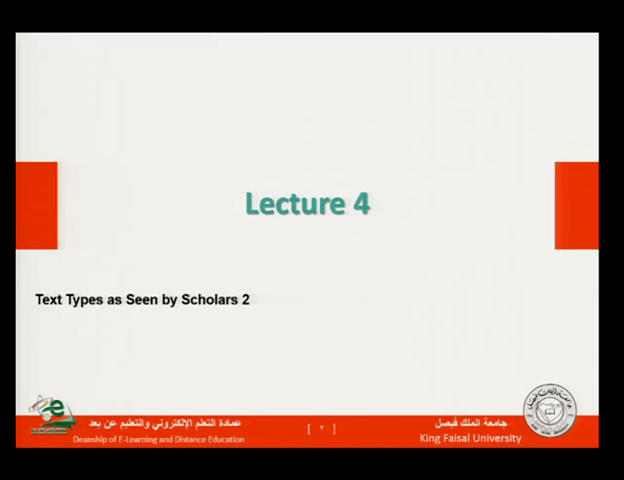 Lecture 4
Text Types as Seen by Scholars 2
عمادة التعلم الإلكتروني والتعليم عن بعد
Deanship of E-Learning and Distance Education
[ ٢ ]
جامعة الملك فيصل
King Faisal University